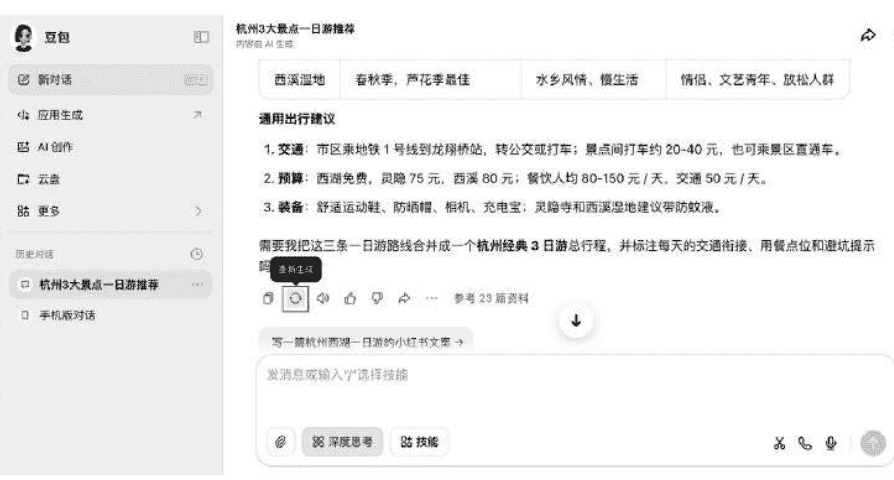 豆包
新对话
应用生成
AI 创作
云盘
更多
历史对话
杭州3大景点一日游推荐
手机版对话
杭州3大景点一日游推荐
内容由 AI 生成
西溪湿地 春秋季，芦花季最佳 水乡风情、慢生活 情侣、文艺青年、放松人群
通用出行建议
1. 交通：市区乘地铁 1 号线到龙翔桥站，转公交或打车；景点间打车约 20-40 元，也可乘景区直通车。
2. 预算：西湖免费，灵隐 75 元，西溪 80 元；餐饮人均 80-150 元 / 天，交通 50 元 / 天。
3. 装备：舒适运动鞋、防晒帽、相机、充电宝；灵隐寺和西溪湿地建议带防蚊液。
需要我把这三条一日游路线合并成一个杭州经典 3 日游总行程，并标注每天的交通衔接、用餐点位和避坑提示
吗
重新生成
参考 23 篇资料
写一篇杭州西湖一日游的小红书文案 →
发消息或输入"/"选择技能
深度思考
技能